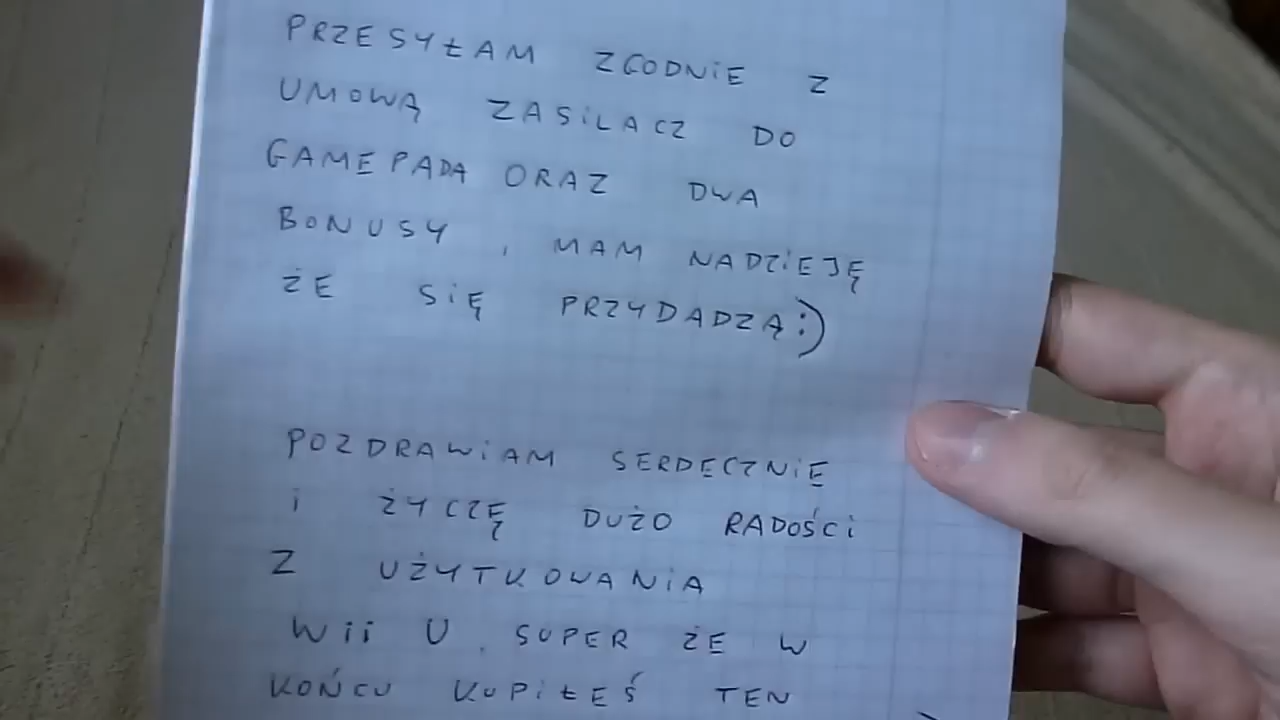 PRZESYŁAM ZGODNIE Z
UMOWĄ ZASILACZ DO
GAMEPADA ORAZ DWA
BONUSY, MAM NADZIEJĘ
ŻE SIĘ PRZYDADZĄ:)
POZDRAWIAM SERDECZNIE
I ŻYCZĘ DUŻO RADOŚCI
Z UŻYTKOWANIA
Wii U. SUPER ŻE W
KOŃCU KUPIŁEŚ TEN